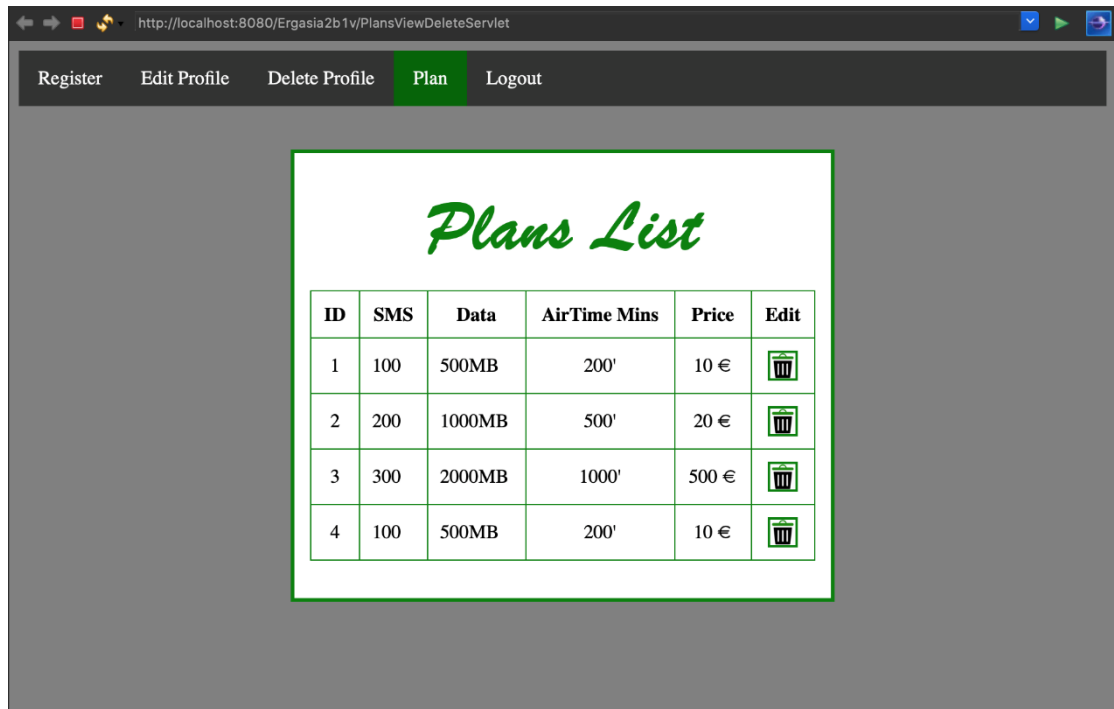 http://localhost:8080/Ergasia2b1v/PlansViewDeleteServlet
Register Edit Profile Delete Profile Plan Logout
Plans List
ID SMS Data AirTime Mins Price Edit
1 100 500MB 200' 10 €
2 200 1000MB 500' 20 €
3 300 2000MB 1000' 500 €
4 100 500MB 200' 10 €